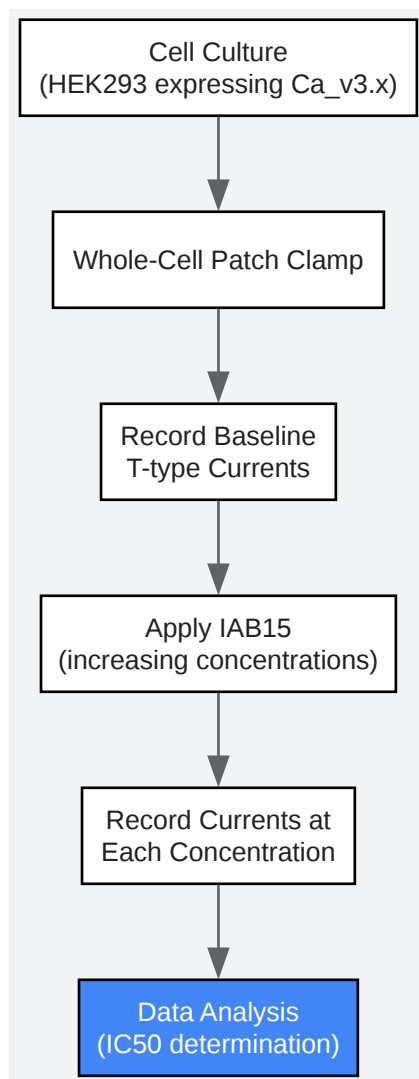 Cell Culture
(HEK293 expressing Ca_v3.x)
Whole-Cell Patch Clamp
Record Baseline
T-type Currents
Apply IAB15
(increasing concentrations)
Record Currents at
Each Concentration
Data Analysis
(IC50 determination)